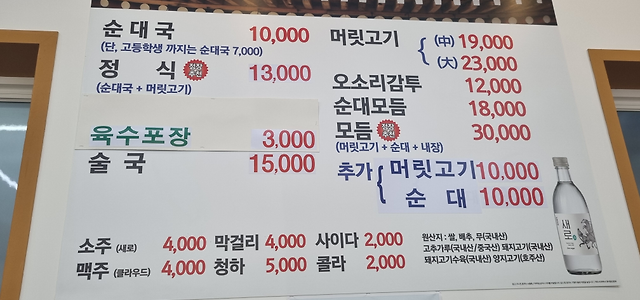 순대국 10,000
(단, 고등학생 까지는 순대국 7,000)
정 식 13,000
(순대국 + 머릿고기)
육수포장 3,000
술 국 15,000
머릿고기 (中) 19,000
(大) 23,000
오소리감투 12,000
순대모듬 18,000
모듬 30,000
(머릿고기 + 순대 + 내장)
추가 머릿고기 10,000
순 대 10,000
새로
소주 (새로) 4,000 막걸리 4,000 사이다 2,000
맥주 (클라우드) 4,000 청하 5,000 콜라 2,000
원산지 : 쌀, 배추, 무(국내산)
고추가루(국내산/중국산) 돼지고기(국내산)
돼지고기수육(국내산) 양지고기(호주산)